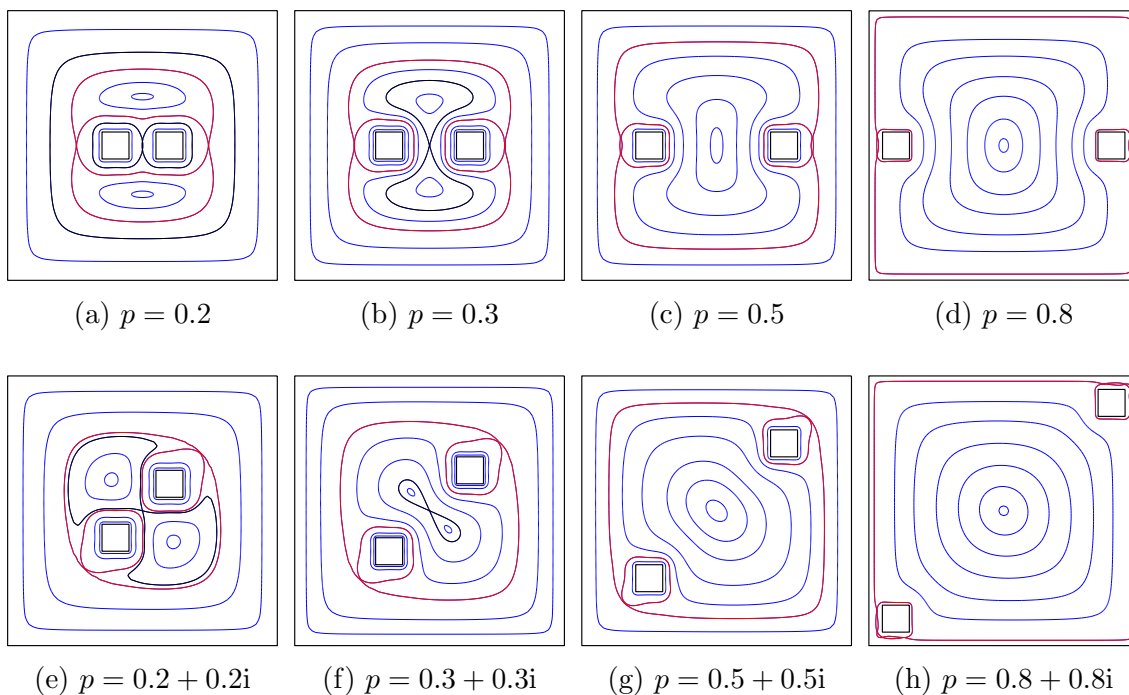 (a) p = 0.2
(b) p = 0.3
(c) p = 0.5
(d) p = 0.8
(e) p = 0.2 + 0.2i
(f) p = 0.3 + 0.3i
(g) p = 0.5 + 0.5i
(h) p = 0.8 + 0.8i